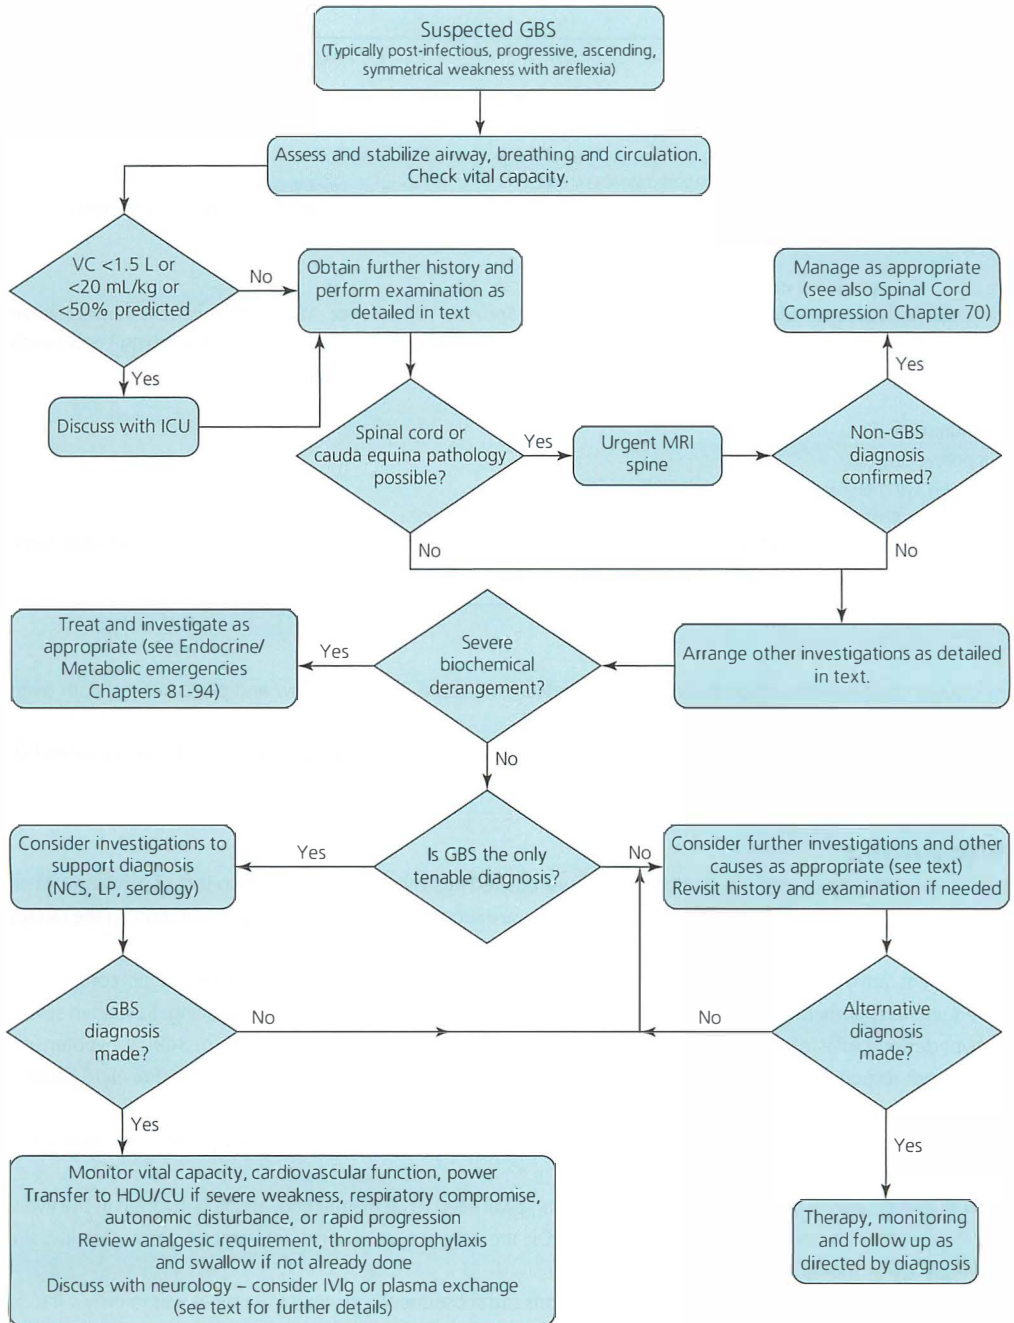 Suspected GBS
(Typically post-infectious, progressive, ascending,
symmetrical weakness with areflexia)
Assess and stabilize airway, breathing and circulation.
Check vital capacity.
VC <1.5 L or
<20 mL/kg or
<50% predicted
No
Obtain further history and
perform examination as
detailed in text
Manage as appropriate
(see also Spinal Cord
Compression Chapter 70)
Yes
Yes
Discuss with ICU
Spinal cord or
cauda equina pathology
possible?
Yes
Urgent MRI
spine
Non-GBS
diagnosis
confirmed?
No
No
Treat and investigate as
appropriate (see Endocrine/
Metabolic emergencies
Chapters 81-94)
Yes
Severe
biochemical
derangement?
Arrange other investigations as detailed
in text.
No
Consider investigations to
support diagnosis
(NCS, LP, serology)
Yes
Is GBS the only
tenable diagnosis?
No
Consider further investigations and other
causes as appropriate (see text)
Revisit history and examination if needed
GBS
diagnosis
made?
No
No
Alternative
diagnosis
made?
Yes
Yes
Monitor vital capacity, cardiovascular function, power
Transfer to HDU/CU if severe weakness, respiratory compromise,
autonomic disturbance, or rapid progression
Review analgesic requirement, thromboprophylaxis
and swallow if not already done
Discuss with neurology – consider IVIg or plasma exchange
(see text for further details)
Therapy, monitoring
and follow up as
directed by diagnosis